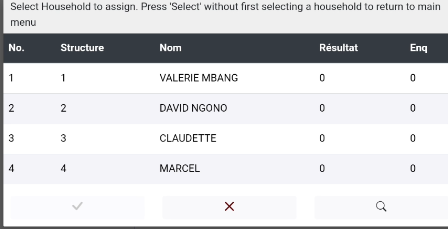 Select Household to assign. Press 'Select' without first selecting a household to return to main
menu
No. Structure Nom Résultat Enq
1 1 VALERIE MBANG 0 0
2 2 DAVID NGONO 0 0
3 3 CLAUDETTE 0 0
4 4 MARCEL 0 0